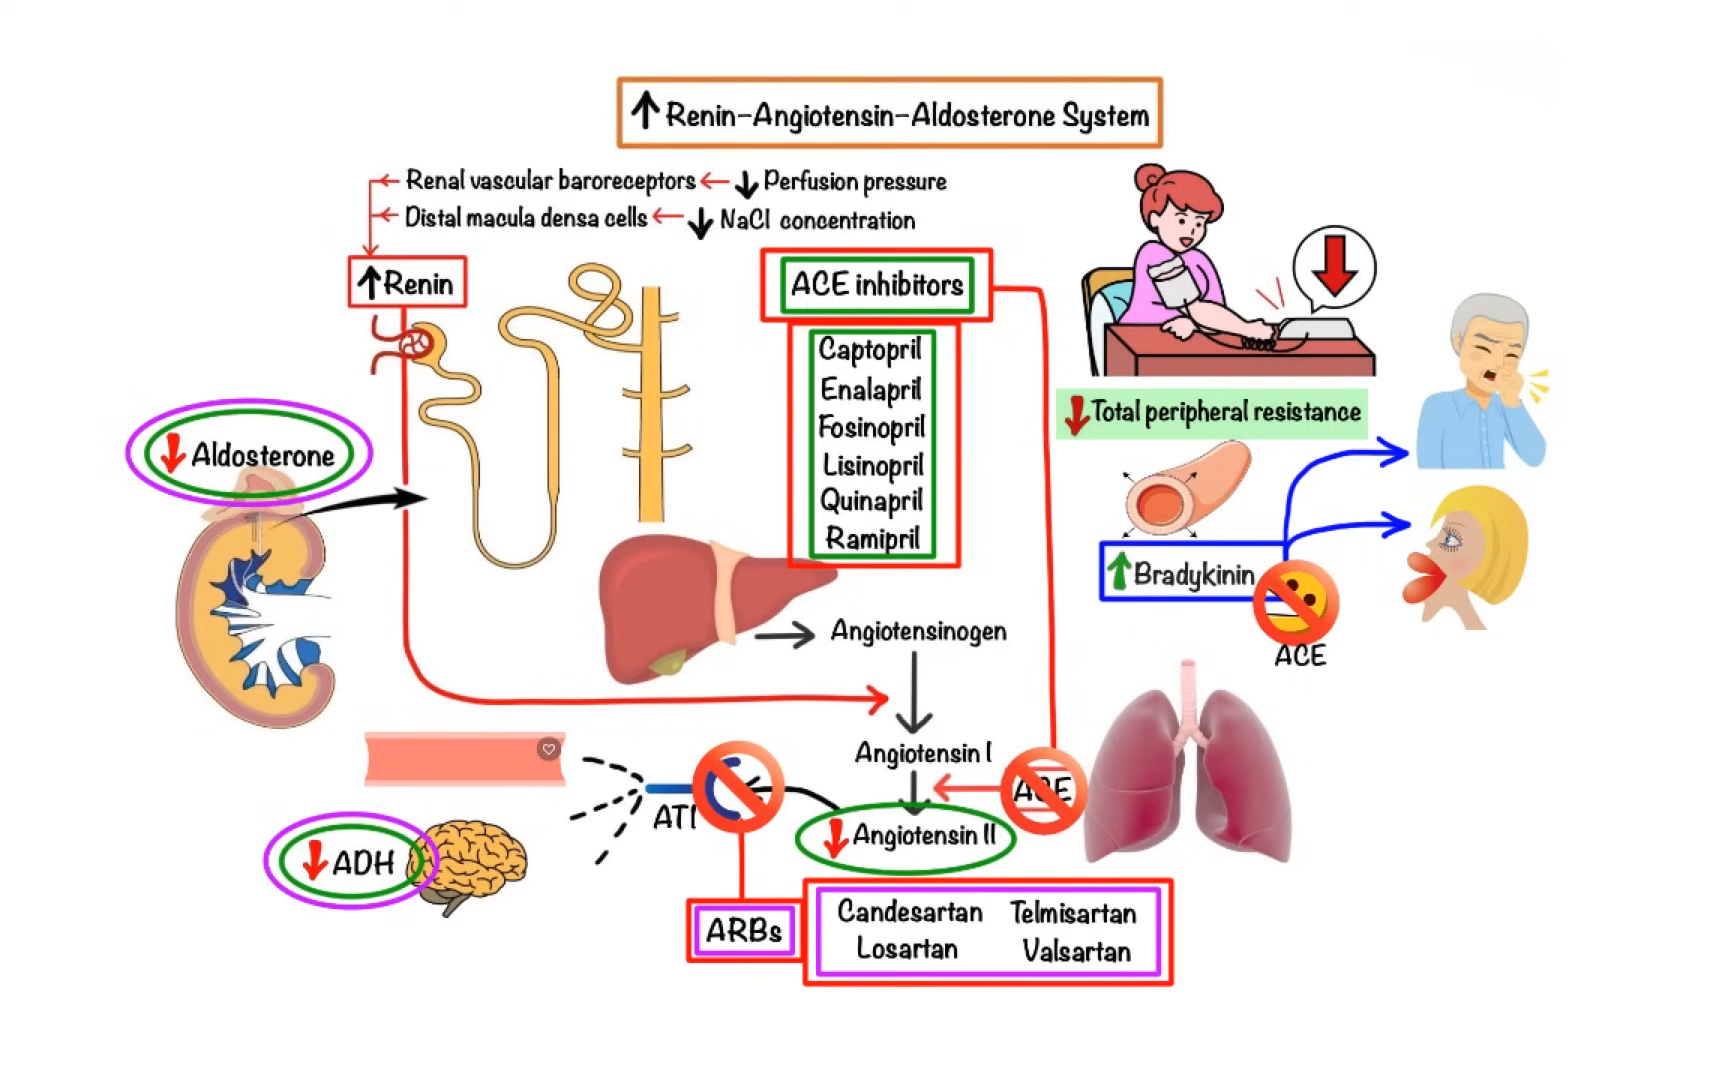 ↑ Renin-Angiotensin-Aldosterone System
Renal vascular baroreceptors ← ↓ Perfusion pressure
Distal macula densa cells ← ↓ NaCl concentration
↑Renin
ACE inhibitors
Captopril
Enalapril
Fosinopril
Lisinopril
Quinapril
Ramipril
↓ Total peripheral resistance
↓ Aldosterone
↑ Bradykinin
ACE
Angiotensinogen
Angiotensin I
ACE
AT1
↓ Angiotensin II
↓ ADH
ARBs
Candesartan Telmisartan
Losartan Valsartan